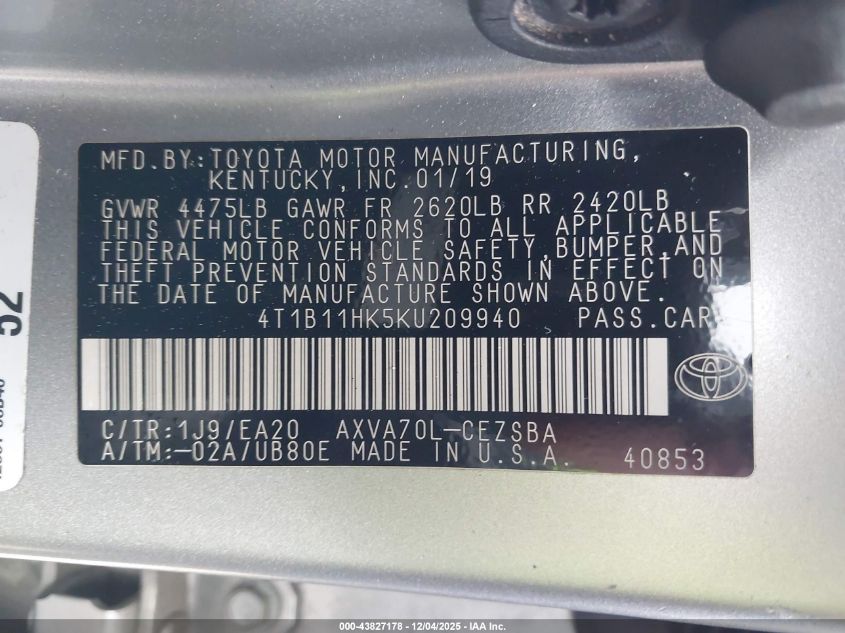 MFD.BY:TOYOTA MOTOR MANUFACTURING,
KENTUCKY,INC.01/19
GVWR 4475LB GAWR FR 2620LB RR 2420LB
THIS VEHICLE CONFORMS TO ALL APPLICABLE
FEDERAL MOTOR VEHICLE SAFETY,BUMPER,AND
THEFT PREVENTION STANDARDS IN EFFECT ON
THE DATE OF MANUFACTURE SHOWN ABOVE.
4T1B11HK5KU209940 PASS.CAR
C/TR:1J9/EA20 AXVA70L-CEZSBA
A/TM:-02A/UB80E MADE IN U.S.A. 40853
52
000-43827178 - 12/04/2025 - IAA Inc.